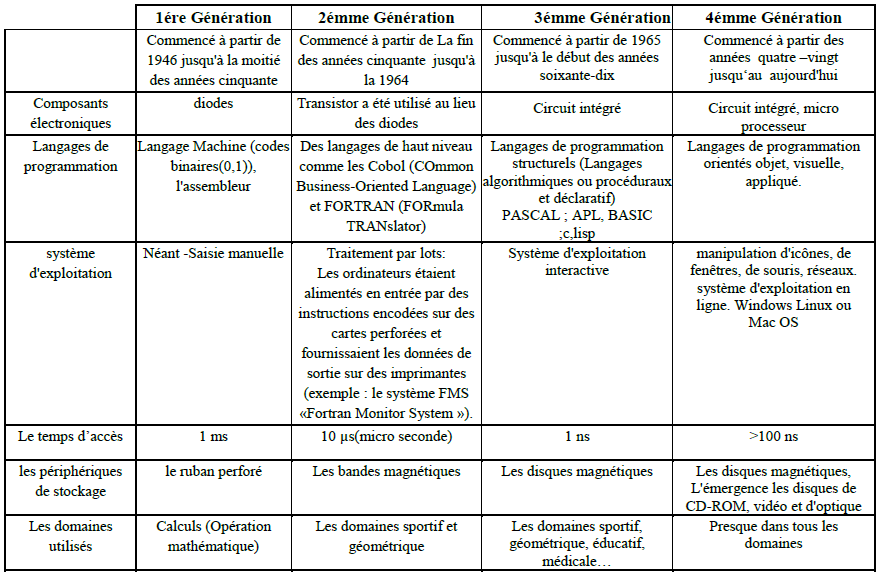 1ére Génération
2émme Génération
3émme Génération
4émme Génération
Commencé à partir de
1946 jusqu'à la moitié
des années cinquante
Commencé à partir de La fin
des années cinquante jusqu'à
la 1964
Commencé à partir de 1965
jusqu'à le début des années
soixante-dix
Commencé à partir des
années quatre –vingt
jusqu‘au aujourd'hui
Composants
électroniques
diodes
Transistor a été utilisé au lieu
des diodes
Circuit intégré
Circuit intégré, micro
processeur
Langages de
programmation
Langage Machine (codes
binaires(0,1)),
l'assembleur
Des langages de haut niveau
comme les Cobol (COmmon
Business-Oriented Language)
et FORTRAN (FORmula
TRANslator)
Langages de programmation
structurels (Langages
algorithmiques ou procéduraux
et déclaratif)
PASCAL ; APL, BASIC
;c,lisp
Langages de programmation
orientés objet, visuelle,
appliqué.
système
d'exploitation
Néant -Saisie manuelle
Traitement par lots:
Les ordinateurs étaient
alimentés en entrée par des
instructions encodées sur des
cartes perforées et
fournissaient les données de
sortie sur des imprimantes
(exemple : le système FMS
«Fortran Monitor System »).
Système d'exploitation
interactive
manipulation d'icônes, de
fenêtres, de souris, réseaux.
système d'exploitation en
ligne. Windows Linux ou
Mac OS
Le temps d’accès
1 ms
10 µs(micro seconde)
1 ns
>100 ns
les périphériques
de stockage
le ruban perforé
Les bandes magnétiques
Les disques magnétiques
Les disques magnétiques,
L'émergence les disques de
CD-ROM, vidéo et d'optique
Les domaines
utilisés
Calculs (Opération
mathématique)
Les domaines sportif et
géométrique
Les domaines sportif,
géométrique, éducatif,
médicale…
Presque dans tous les
domaines